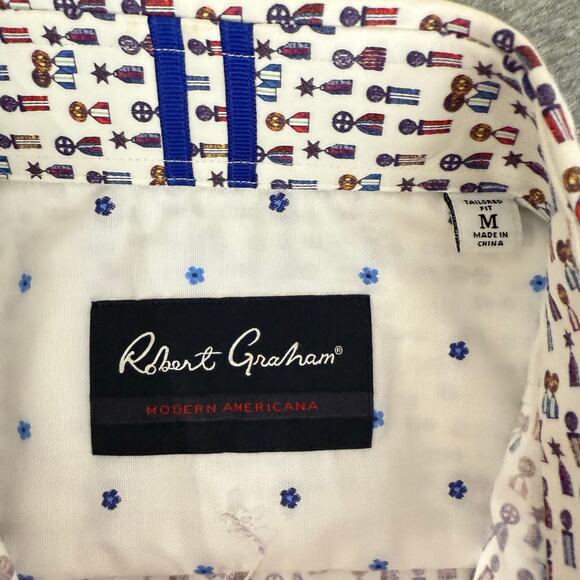 TAILORED
FIT
M
MADE IN
CHINA
Robert Graham®
MODERN AMERICANA